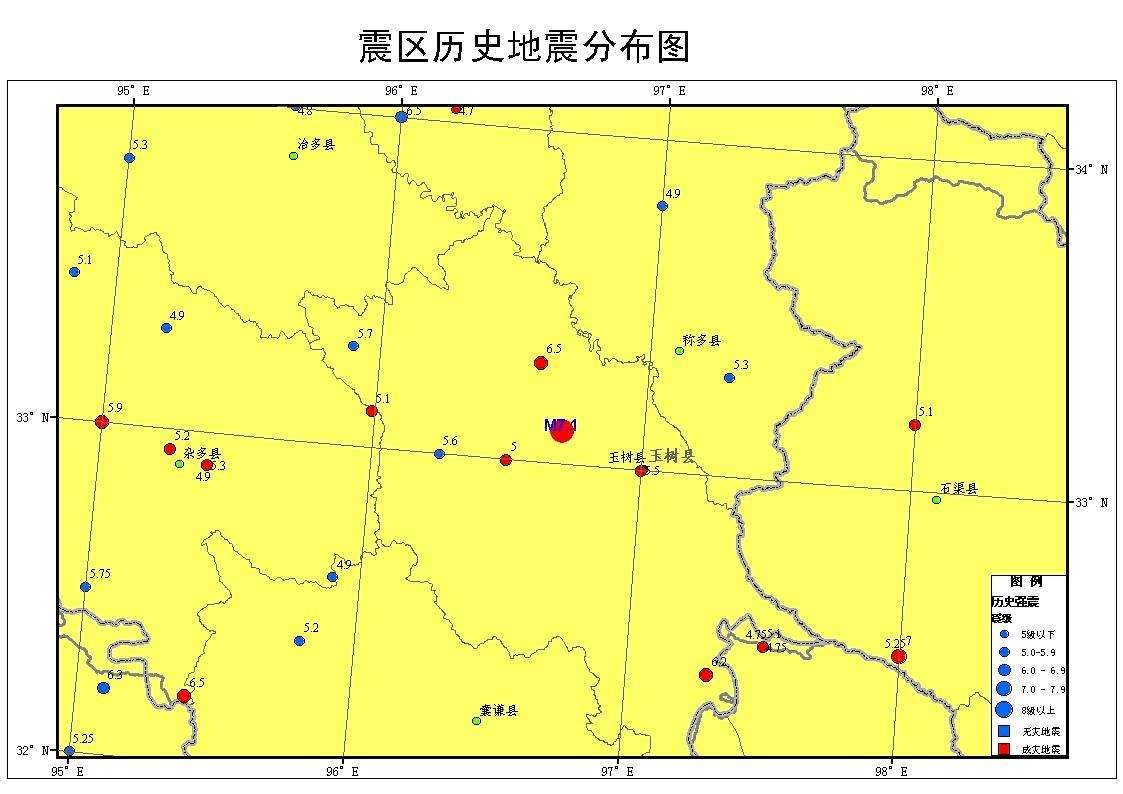 震区历史地震分布图
95° E
96° E
97° E
98° E
4.8
6.5
4.7
5.3
治多县
34° N
4.9
5.1
4.9
5.7
称多县
6.5
5.3
5.1
33° N
5.9
5.1
M7.1
5.2
杂多县
5.3
4.9
5.6
5
玉树县
玉树县
5.5
石渠县
33° N
5.75
4.9
5.2
4.75
5.1
4.75
5.25
7
6.2
6.3
6.5
囊谦县
5.25
32° N
图 例
历史强震
震级
5级以下
5.0-5.9
6.0 - 6.9
7.0 - 7.9
8级以上
无灾地震
成灾地震
95° E
96° E
97° E
98° E